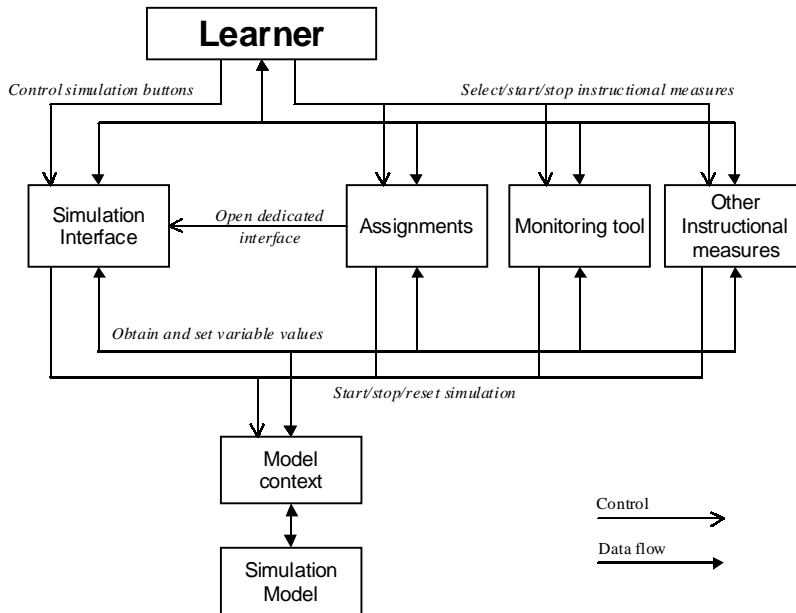 Learner
Control simulation buttons
Select/start/stop instructional measures
Simulation
Interface
Open dedicated
interface
Assignments
Monitoring tool
Other
Instructional
measures
Obtain and set variable values
Start/stop/reset simulation
Model
context
Control
Data flow
Simulation
Model